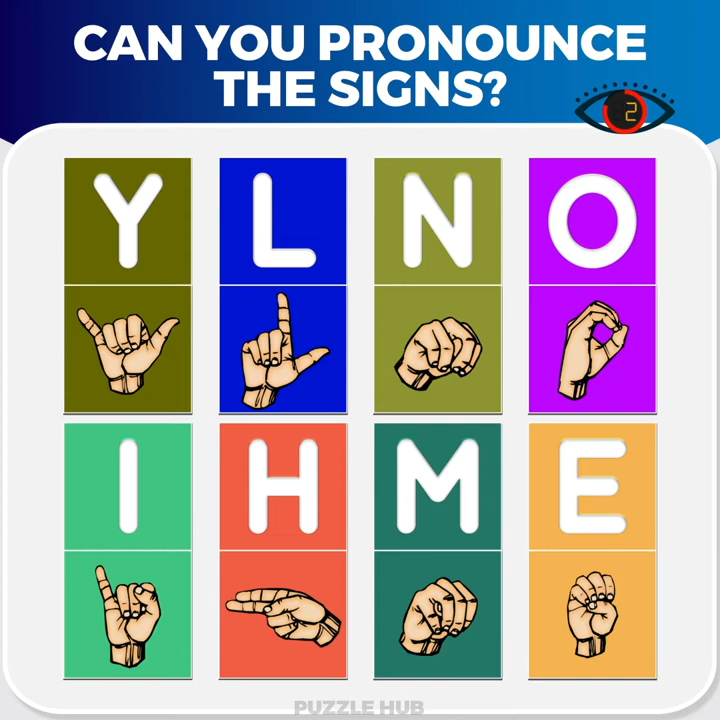 CAN YOU PRONOUNCE
THE SIGNS?
2
Y L N O
I H M E
PUZZLE HUB